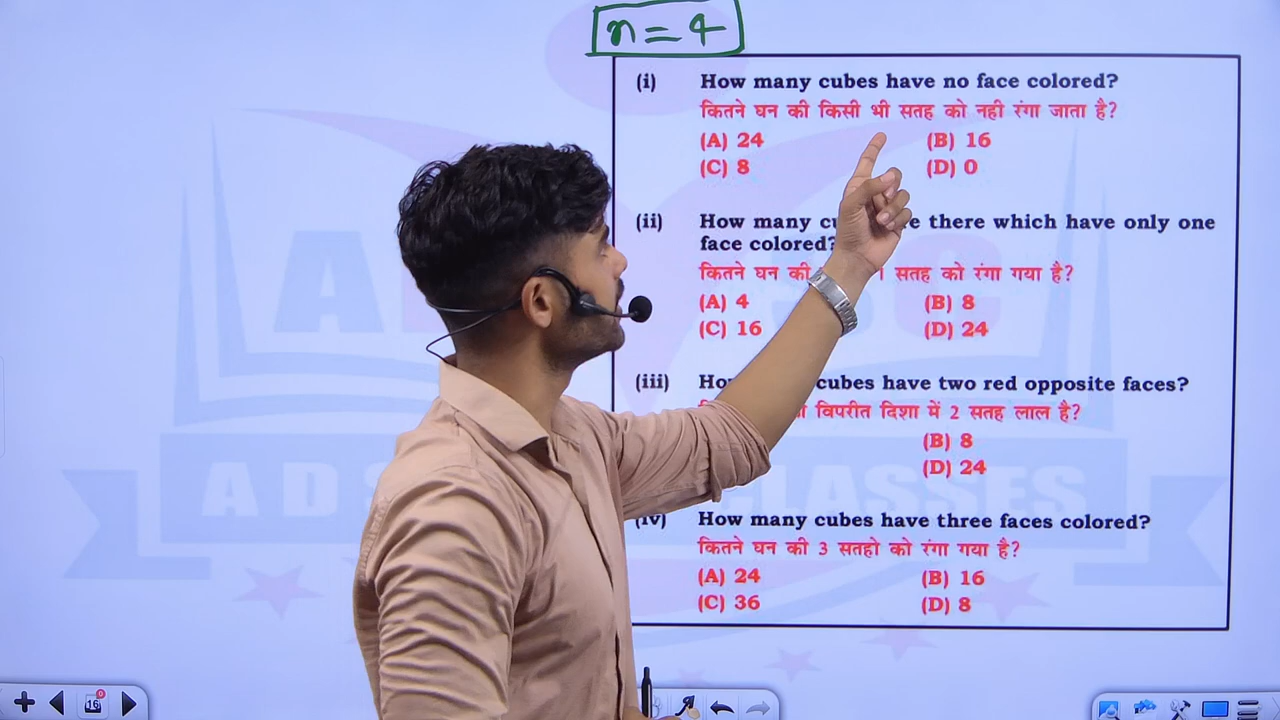 n = 4
(i) How many cubes have no face colored?
कितने घन की किसी भी सतह को नही रंगा जाता है?
(A) 24 (B) 16
(C) 8 (D) 0
(ii) How many there which have only one
face colored?
कितने घन की सतह को रंगा गया है?
(A) 4 (B) 8
(C) 16 (D) 24
(iii) cubes have two red opposite faces?
विपरीत दिशा में 2 सतह लाल है?
(B) 8
(D) 24
(iv) How many cubes have three faces colored?
कितने घन की 3 सतहो को रंगा गया है?
(A) 24 (B) 16
(C) 36 (D) 8
CLASSES
16